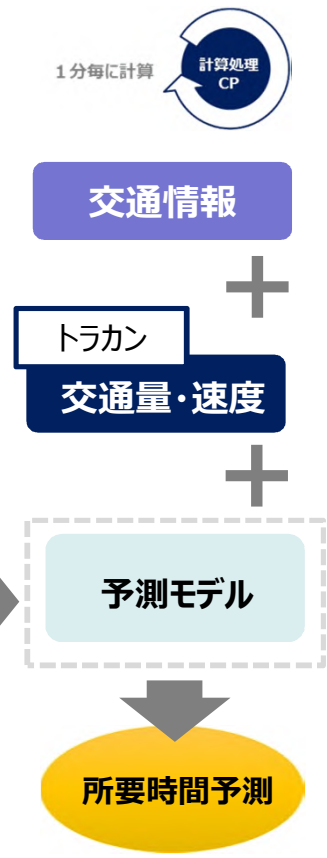 1分毎に計算
計算処理
CP
交通情報
トラカン
交通量・速度
予測モデル
所要時間予測